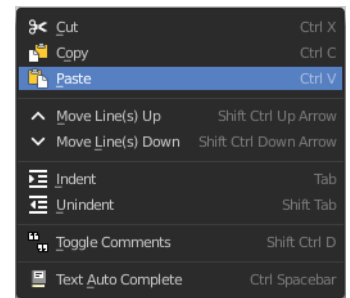 Cut Ctrl X
Copy Ctrl C
Paste Ctrl V
Move Line(s) Up Shift Ctrl Up Arrow
Move Line(s) Down Shift Ctrl Down Arrow
Indent Tab
Unindent Shift Tab
Toggle Comments Shift Ctrl D
Text Auto Complete Ctrl Spacebar